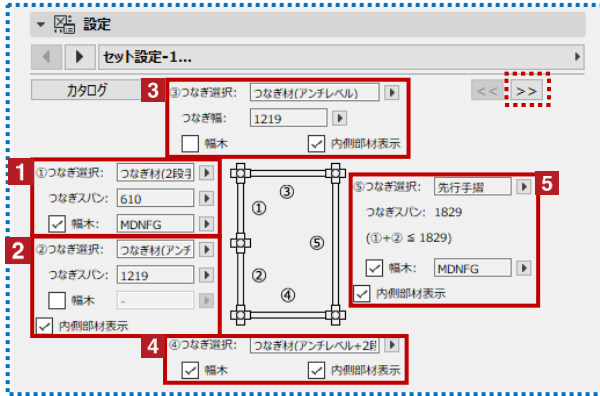 設定
セット設定-1...
カタログ
<< >>
3
③つなぎ選択: つなぎ材(アンチレベル)
つなぎ幅: 1219
幅木 内側部材表示
1
①つなぎ選択: つなぎ材(2段手
つなぎスパン: 610
幅木: MDNFG
2
②つなぎ選択: つなぎ材(アンチ
つなぎスパン: 1219
幅木 -
内側部材表示
③
①
⑤
②
④
5
⑤つなぎ選択: 先行手摺
つなぎスパン: 1829
(①+② ≤ 1829)
幅木: MDNFG
内側部材表示
4
④つなぎ選択: つなぎ材(アンチレベル+2段
幅木 内側部材表示